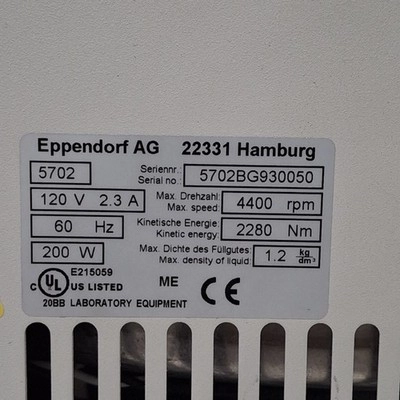 Eppendorf AG 22331 Hamburg
5702 Seriennr.: Serial no.: 5702BG930050
120 V 2.3 A Max. Drehzahl: Max. speed: 4400 rpm
60 Hz Kinetische Energie: Kinetic energy: 2280 Nm
200 W Max. Dichte des Füllgutes: Max. density of liquid: 1.2 kg/dm³
E215059
C UL US LISTED ME CE
20BB LABORATORY EQUIPMENT